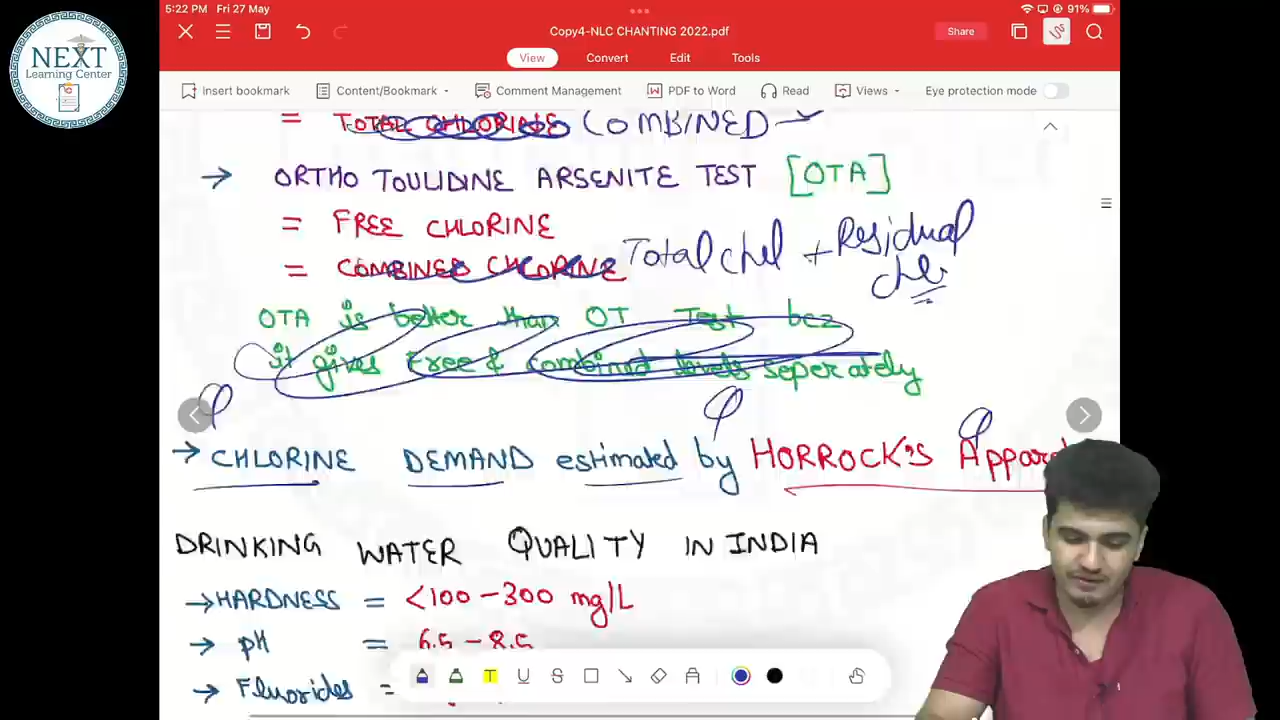 5:22 PM Fri 27 May
91%
NEXT
Learning Center
Copy4-NLC CHANTING 2022.pdf
Share
View Convert Edit Tools
Insert bookmark Content/Bookmark Comment Management PDF to Word Read Views Eye protection mode
= TOTAL CHLORINE COMBINED
→ ORTHO TOULIDINE ARSENITE TEST [OTA]
= FREE CHLORINE
= COMBINED CHLORINE Total chl + Residual
chl
OTA is better than OT Test bcz
it gives free & combined levels seperately
→ CHLORINE DEMAND estimated by HORROCK'S
DRINKING WATER QUALITY IN INDIA
→ HARDNESS = <100 - 300 mg/L
→ pH = 6.5 - 8.5
→ Fluorides =